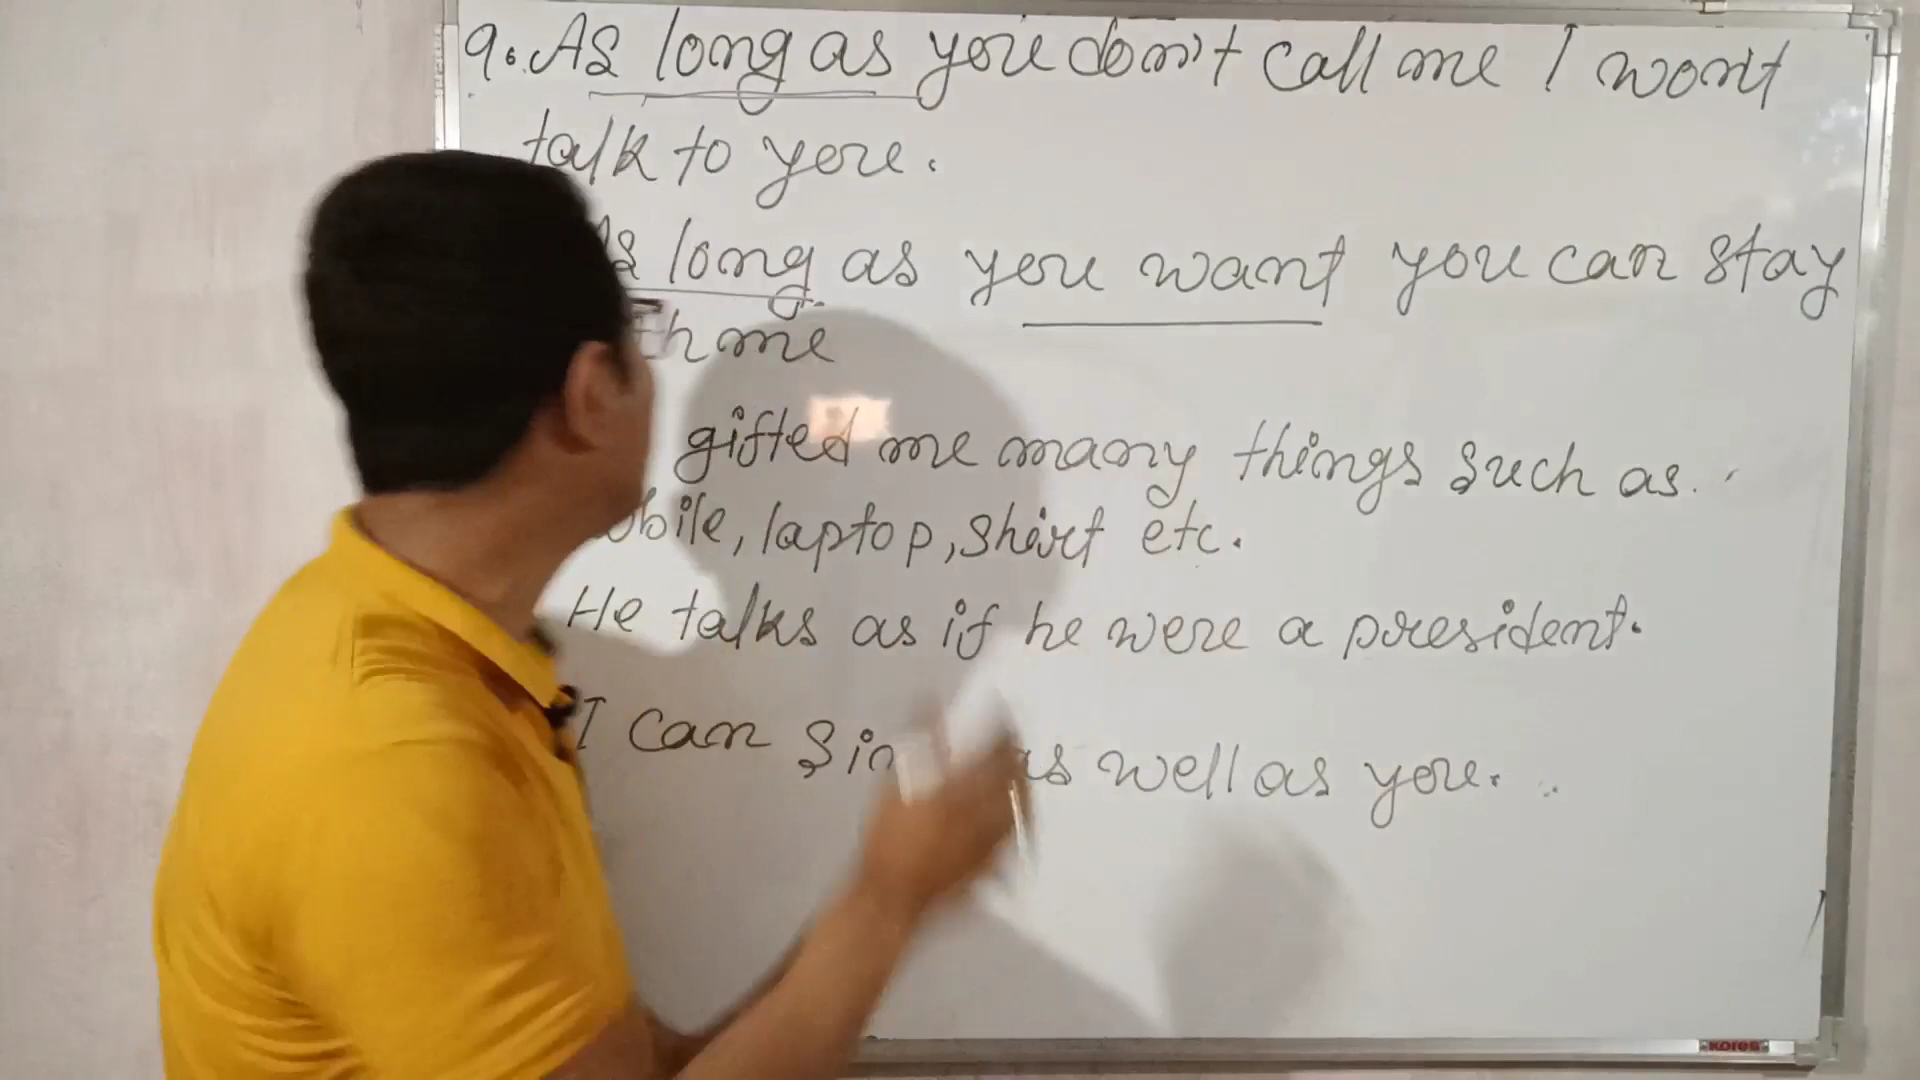 9. As long as you don't call me I won't
talk to you.
As long as you want you can stay
me
gifted me many things such as
laptop, shirt etc.
He talks as if he were a president.
I can as well as you.
Kores